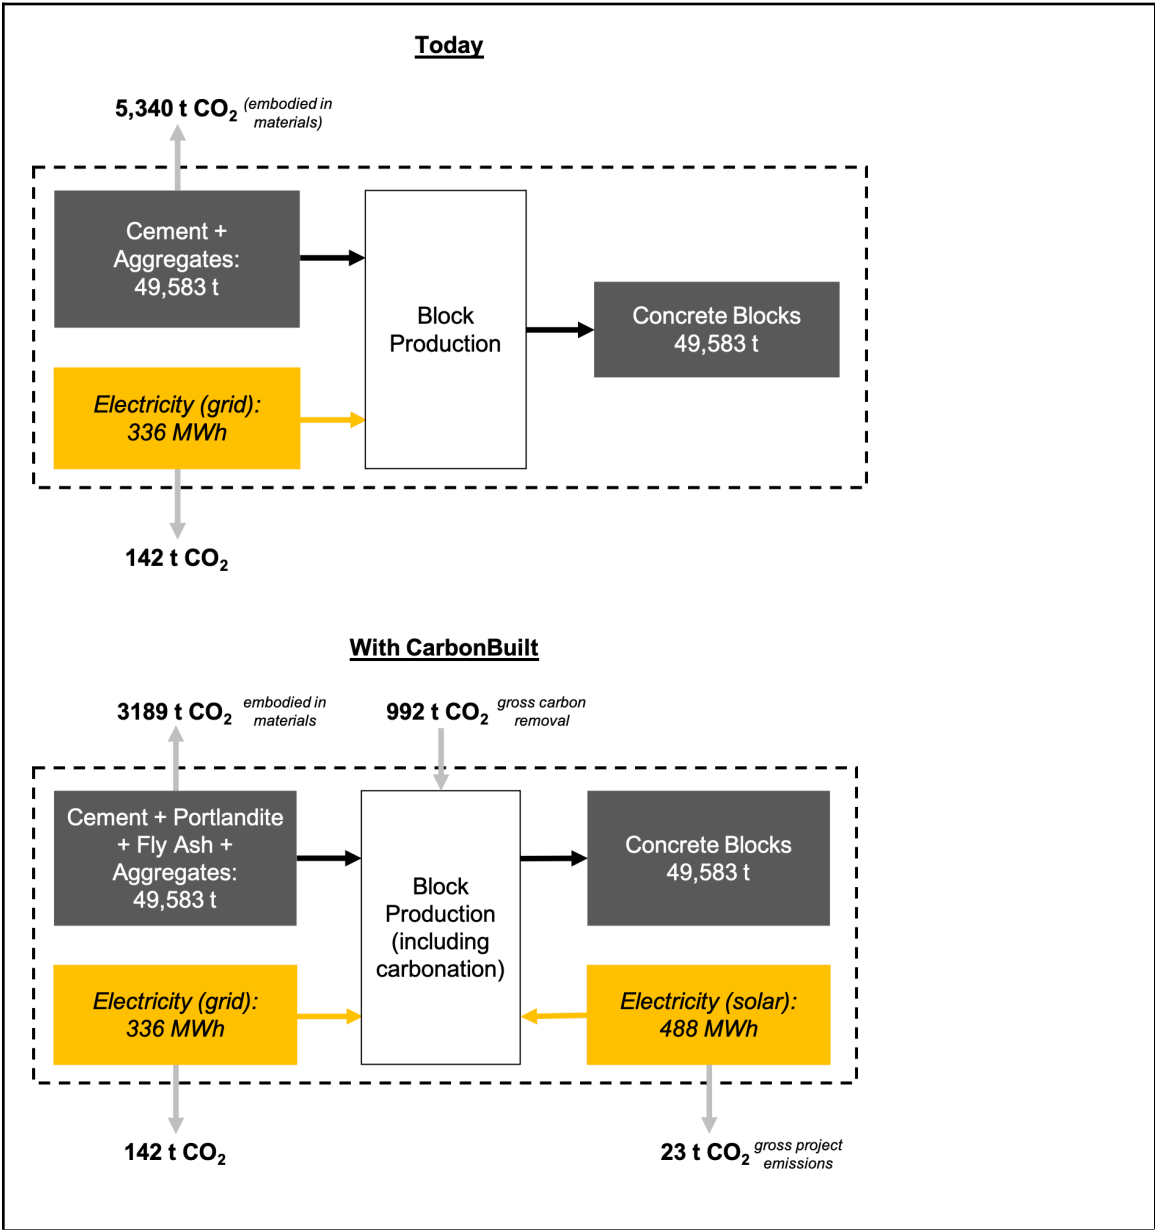 Today
5,340 t CO₂ (embodied in
materials)
Cement +
Aggregates:
49,583 t
Block
Production
Concrete Blocks
49,583 t
Electricity (grid):
336 MWh
142 t CO₂
With CarbonBuilt
3189 t CO₂ embodied in
materials
992 t CO₂ gross carbon
removal
Cement + Portlandite
+ Fly Ash +
Aggregates:
49,583 t
Block
Production
(including
carbonation)
Concrete Blocks
49,583 t
Electricity (grid):
336 MWh
Electricity (solar):
488 MWh
142 t CO₂
23 t CO₂ gross project
emissions